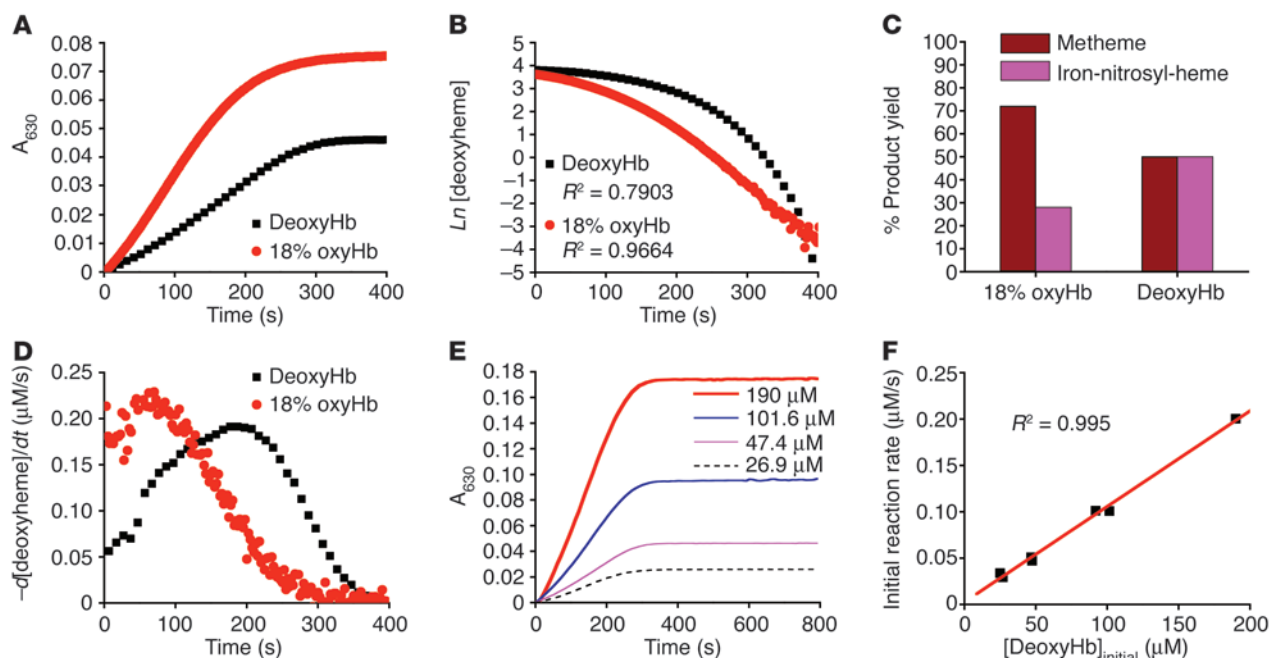 A
A630
0.08
0.07
0.06
0.05
0.04
0.03
0.02
0.01
0
DeoxyHb
18% oxyHb
0 100 200 300 400
Time (s)
B
Ln [deoxyheme]
5
4
3
2
1
0
–1
–2
–3
–4
–5
DeoxyHb
R² = 0.7903
18% oxyHb
R² = 0.9664
0 100 200 300 400
Time (s)
C
% Product yield
100
90
80
70
60
50
40
30
20
10
0
Metheme
Iron-nitrosyl-heme
18% oxyHb DeoxyHb
D
–d[deoxyheme]/dt (μM/s)
0.25
0.20
0.15
0.10
0.05
0
DeoxyHb
18% oxyHb
0 100 200 300 400
Time (s)
E
A630
0.18
0.16
0.14
0.12
0.10
0.08
0.06
0.04
0.02
0
190 μM
101.6 μM
47.4 μM
26.9 μM
0 200 400 600 800
Time (s)
F
Initial reaction rate (μM/s)
0.25
0.20
0.15
0.10
0.05
0
R² = 0.995
0 50 100 150 200
[DeoxyHb]initial (μM)